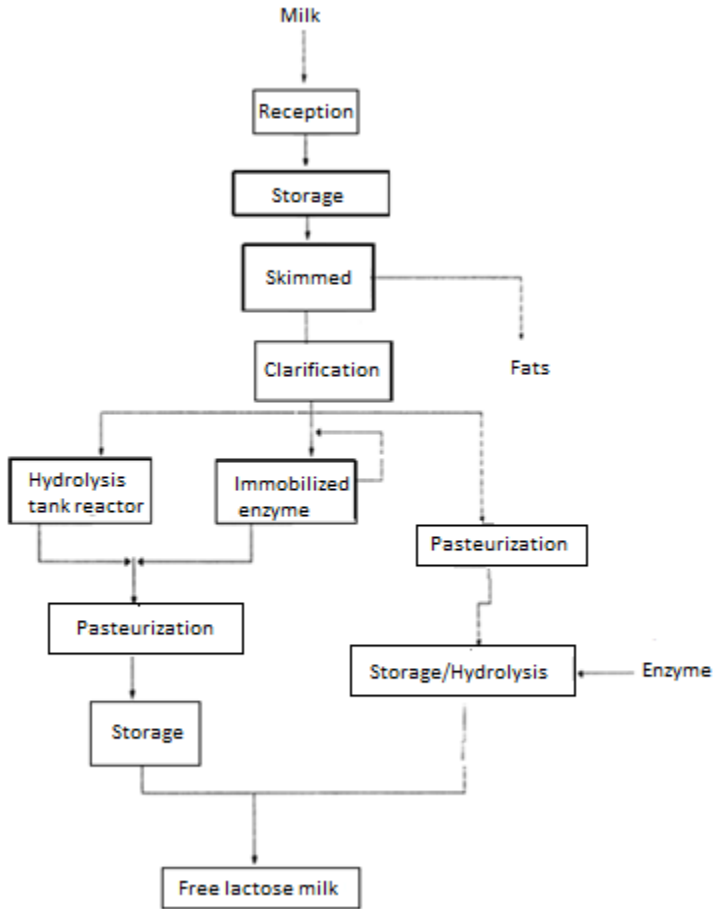 Milk
Reception
Storage
Skimmed
Clarification
Fats
Hydrolysis
tank reactor
Immobilized
enzyme
Pasteurization
Pasteurization
Storage/Hydrolysis
Enzyme
Storage
Free lactose milk